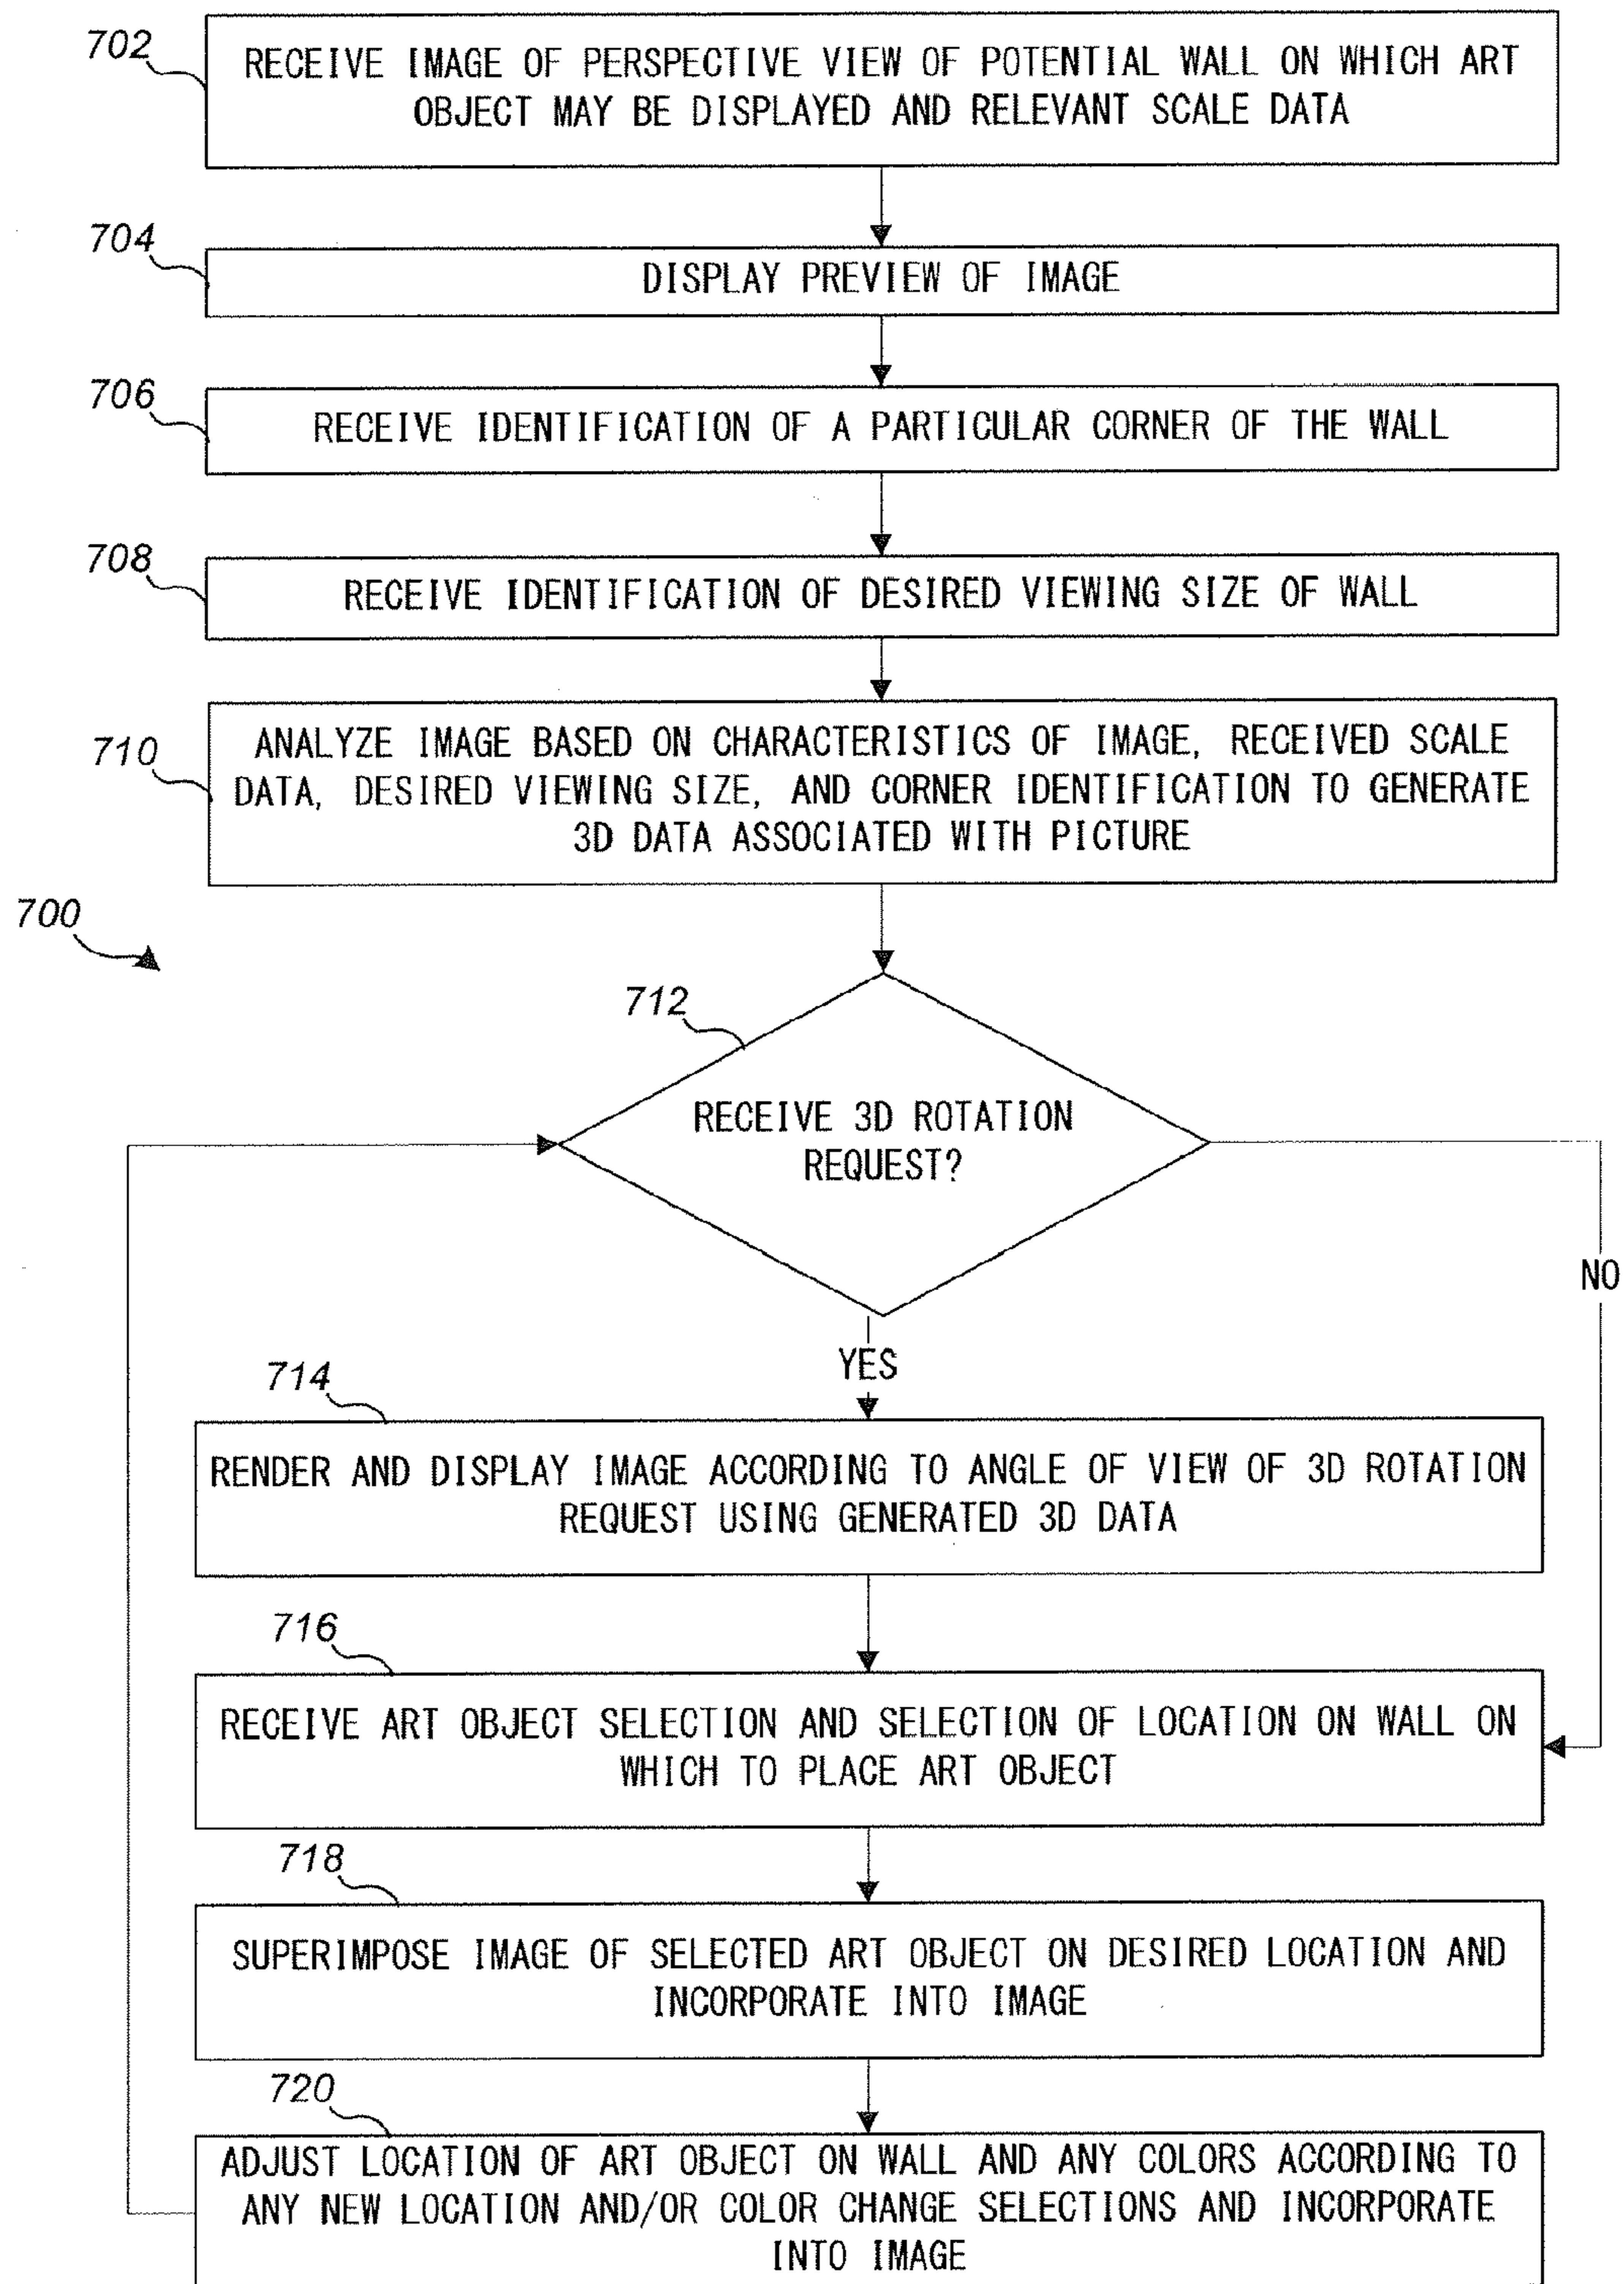 702
RECEIVE IMAGE OF PERSPECTIVE VIEW OF POTENTIAL WALL ON WHICH ART
OBJECT MAY BE DISPLAYED AND RELEVANT SCALE DATA
704
DISPLAY PREVIEW OF IMAGE
706
RECEIVE IDENTIFICATION OF A PARTICULAR CORNER OF THE WALL
708
RECEIVE IDENTIFICATION OF DESIRED VIEWING SIZE OF WALL
710
ANALYZE IMAGE BASED ON CHARACTERISTICS OF IMAGE, RECEIVED SCALE
DATA, DESIRED VIEWING SIZE, AND CORNER IDENTIFICATION TO GENERATE
3D DATA ASSOCIATED WITH PICTURE
700
712
RECEIVE 3D ROTATION
REQUEST?
NO
YES
714
RENDER AND DISPLAY IMAGE ACCORDING TO ANGLE OF VIEW OF 3D ROTATION
REQUEST USING GENERATED 3D DATA
716
RECEIVE ART OBJECT SELECTION AND SELECTION OF LOCATION ON WALL ON
WHICH TO PLACE ART OBJECT
718
SUPERIMPOSE IMAGE OF SELECTED ART OBJECT ON DESIRED LOCATION AND
INCORPORATE INTO IMAGE
720
ADJUST LOCATION OF ART OBJECT ON WALL AND ANY COLORS ACCORDING TO
ANY NEW LOCATION AND/OR COLOR CHANGE SELECTIONS AND INCORPORATE
INTO IMAGE